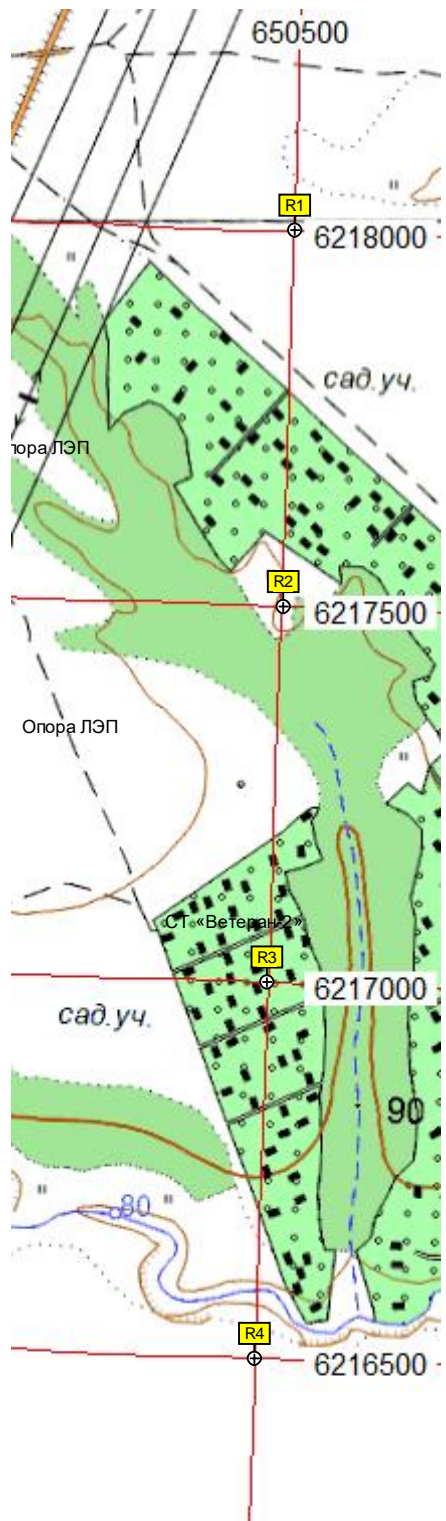 650500
R1
6218000
сад.уч.
пора ЛЭП
R2
6217500
Опора ЛЭП
СТ «Ветеран-2»
R3
6217000
сад.уч.
90
80
R4
6216500